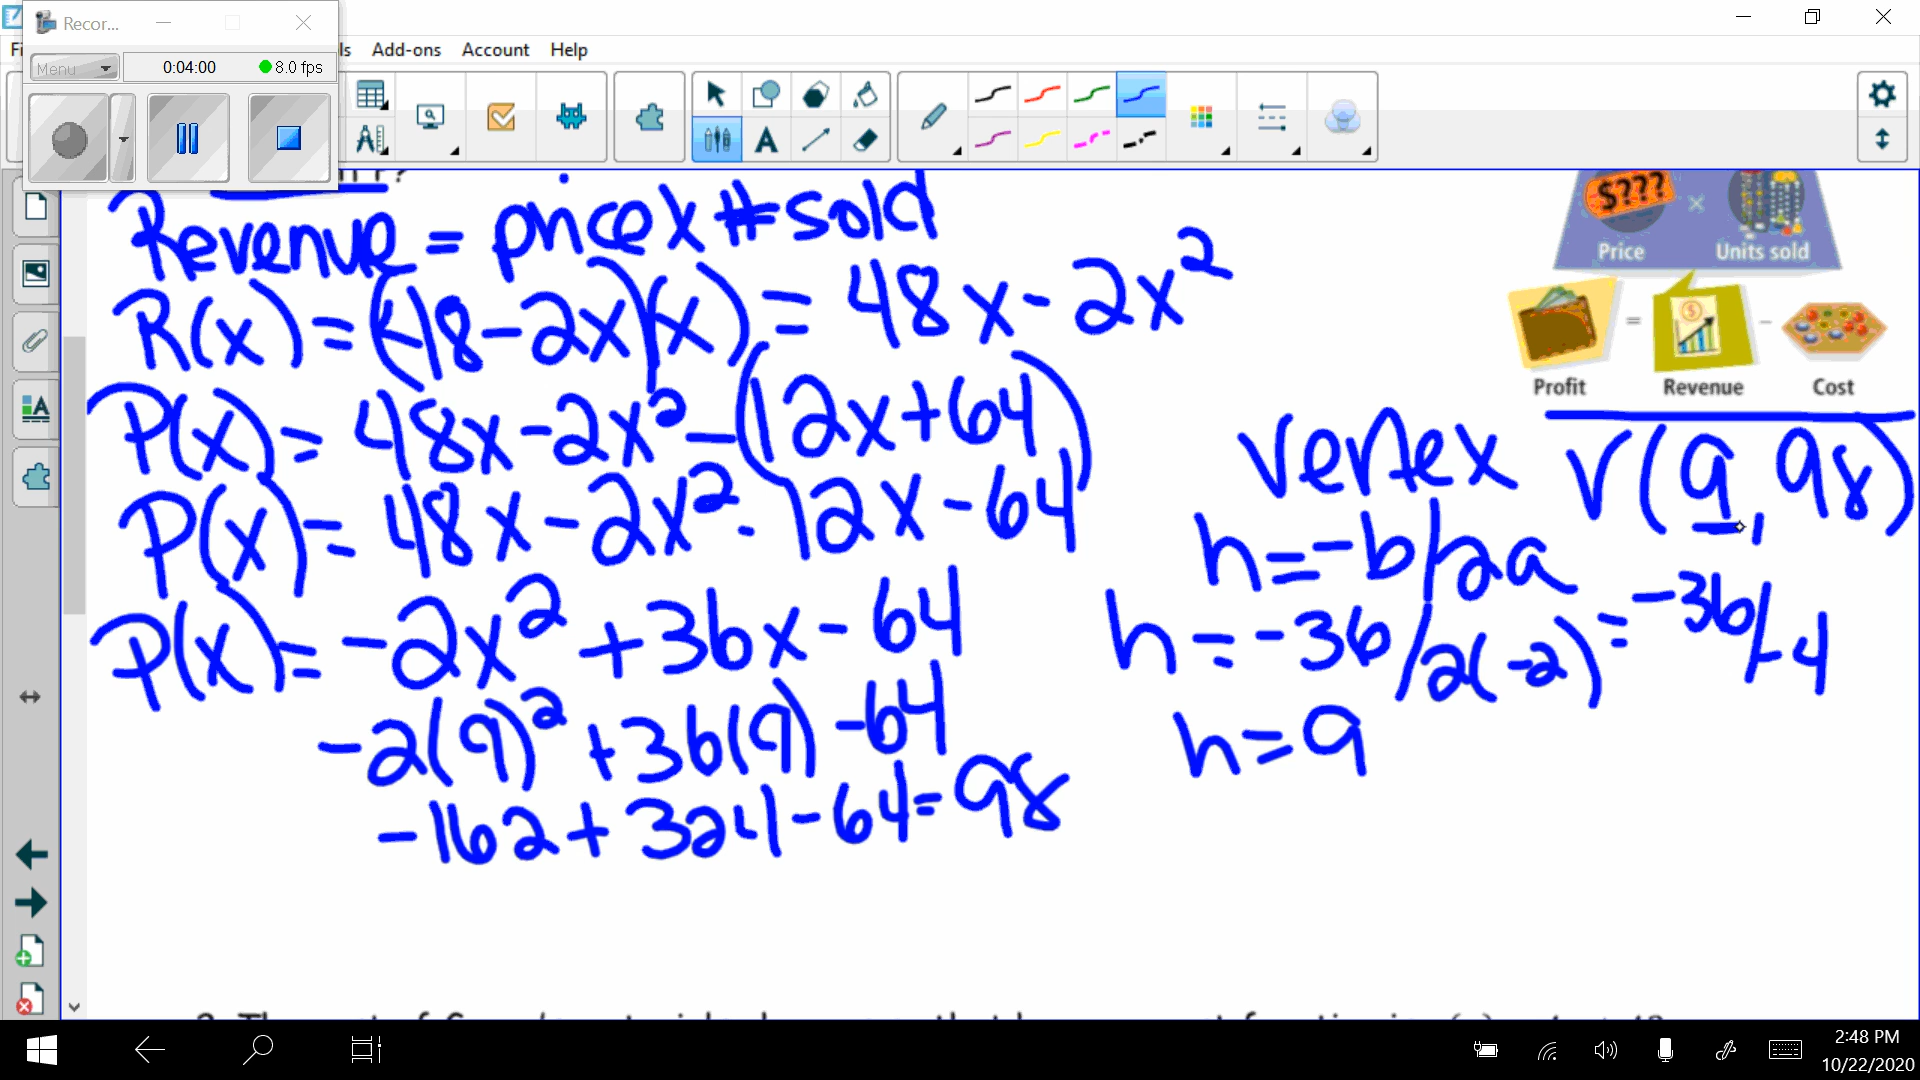 Recor...
Menu 0:04:00 8.0 fps
Add-ons Account Help
Revenue = price x # sold
R(x) = (48-2x)(x) = 48x - 2x²
P(x) = 48x - 2x² - (12x+64)
P(x) = 48x - 2x² - 12x - 64
P(x) = -2x² + 36x - 64
-2(9)² + 36(9) - 64
-162 + 324 - 64 = 98
$??? ×
Price Units sold
= −
Profit Revenue Cost
vertex V(9, 98)
h = -b/2a
h = -36/2(-2) = -36/-4
h = 9
2:48 PM
10/22/2020